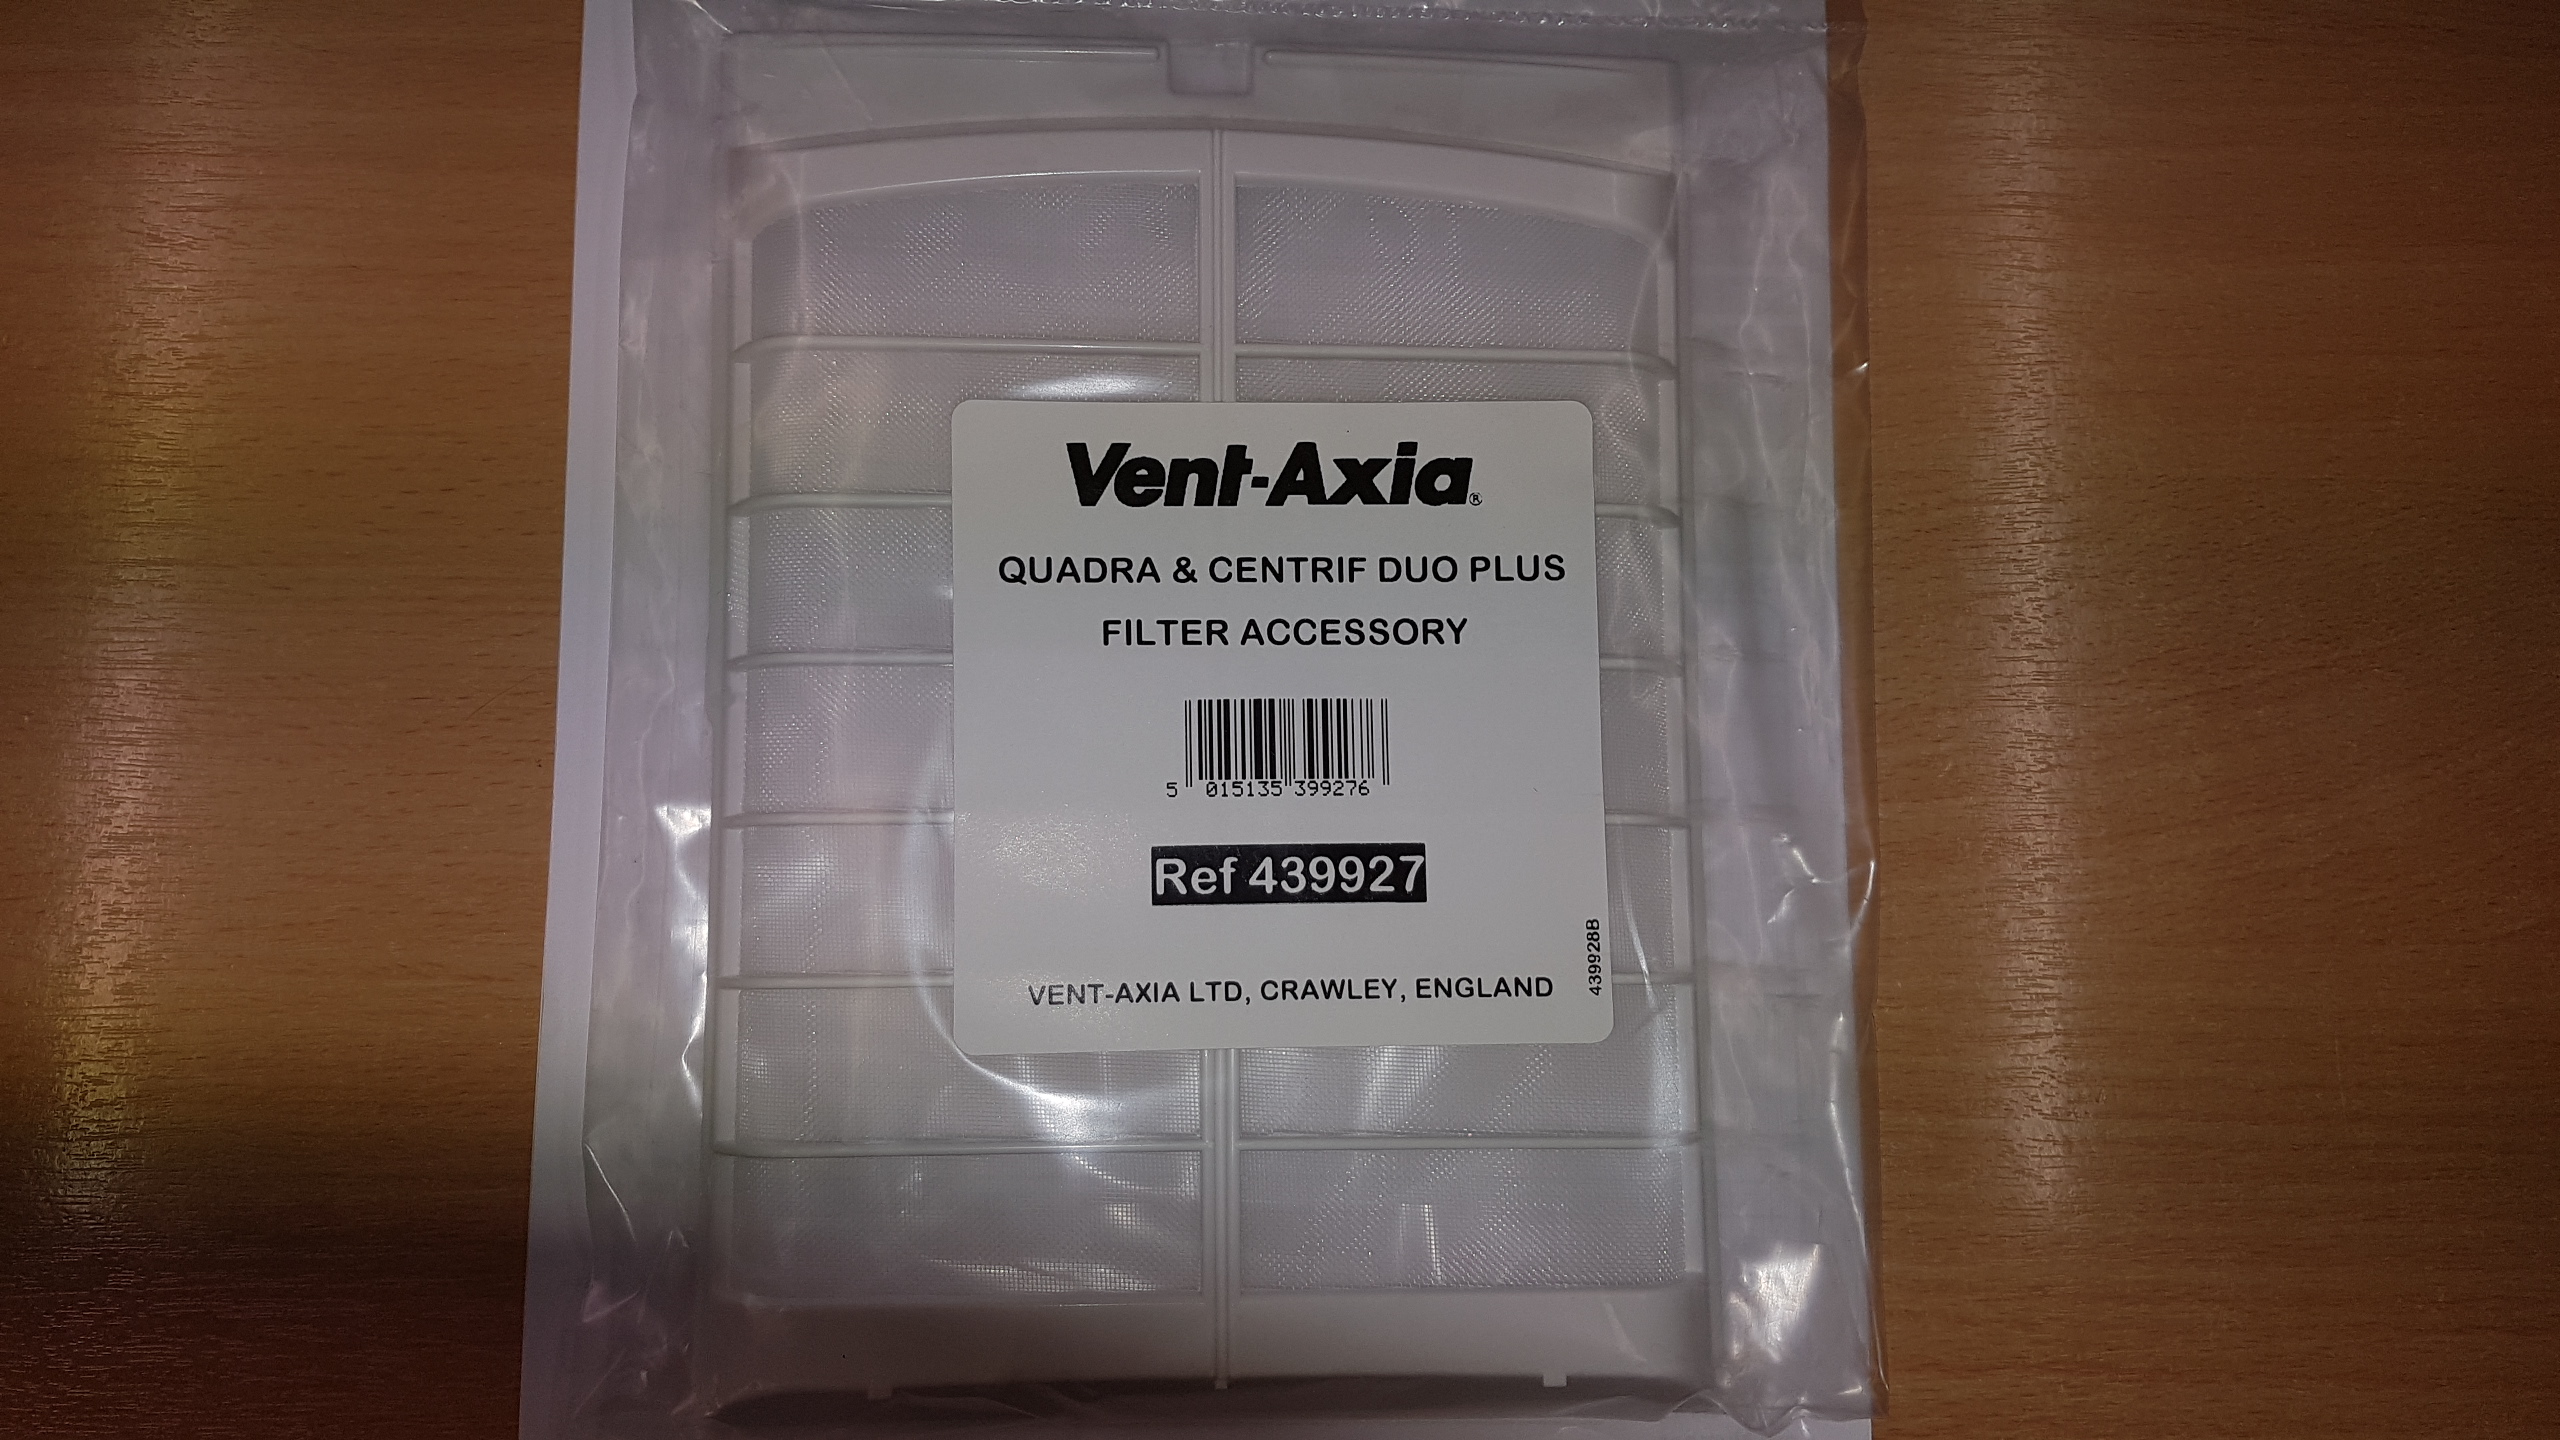 Vent-Axia®
QUADRA & CENTRIF DUO PLUS
FILTER ACCESSORY
5 015135 399276
Ref 439927
439928B
VENT-AXIA LTD, CRAWLEY, ENGLAND